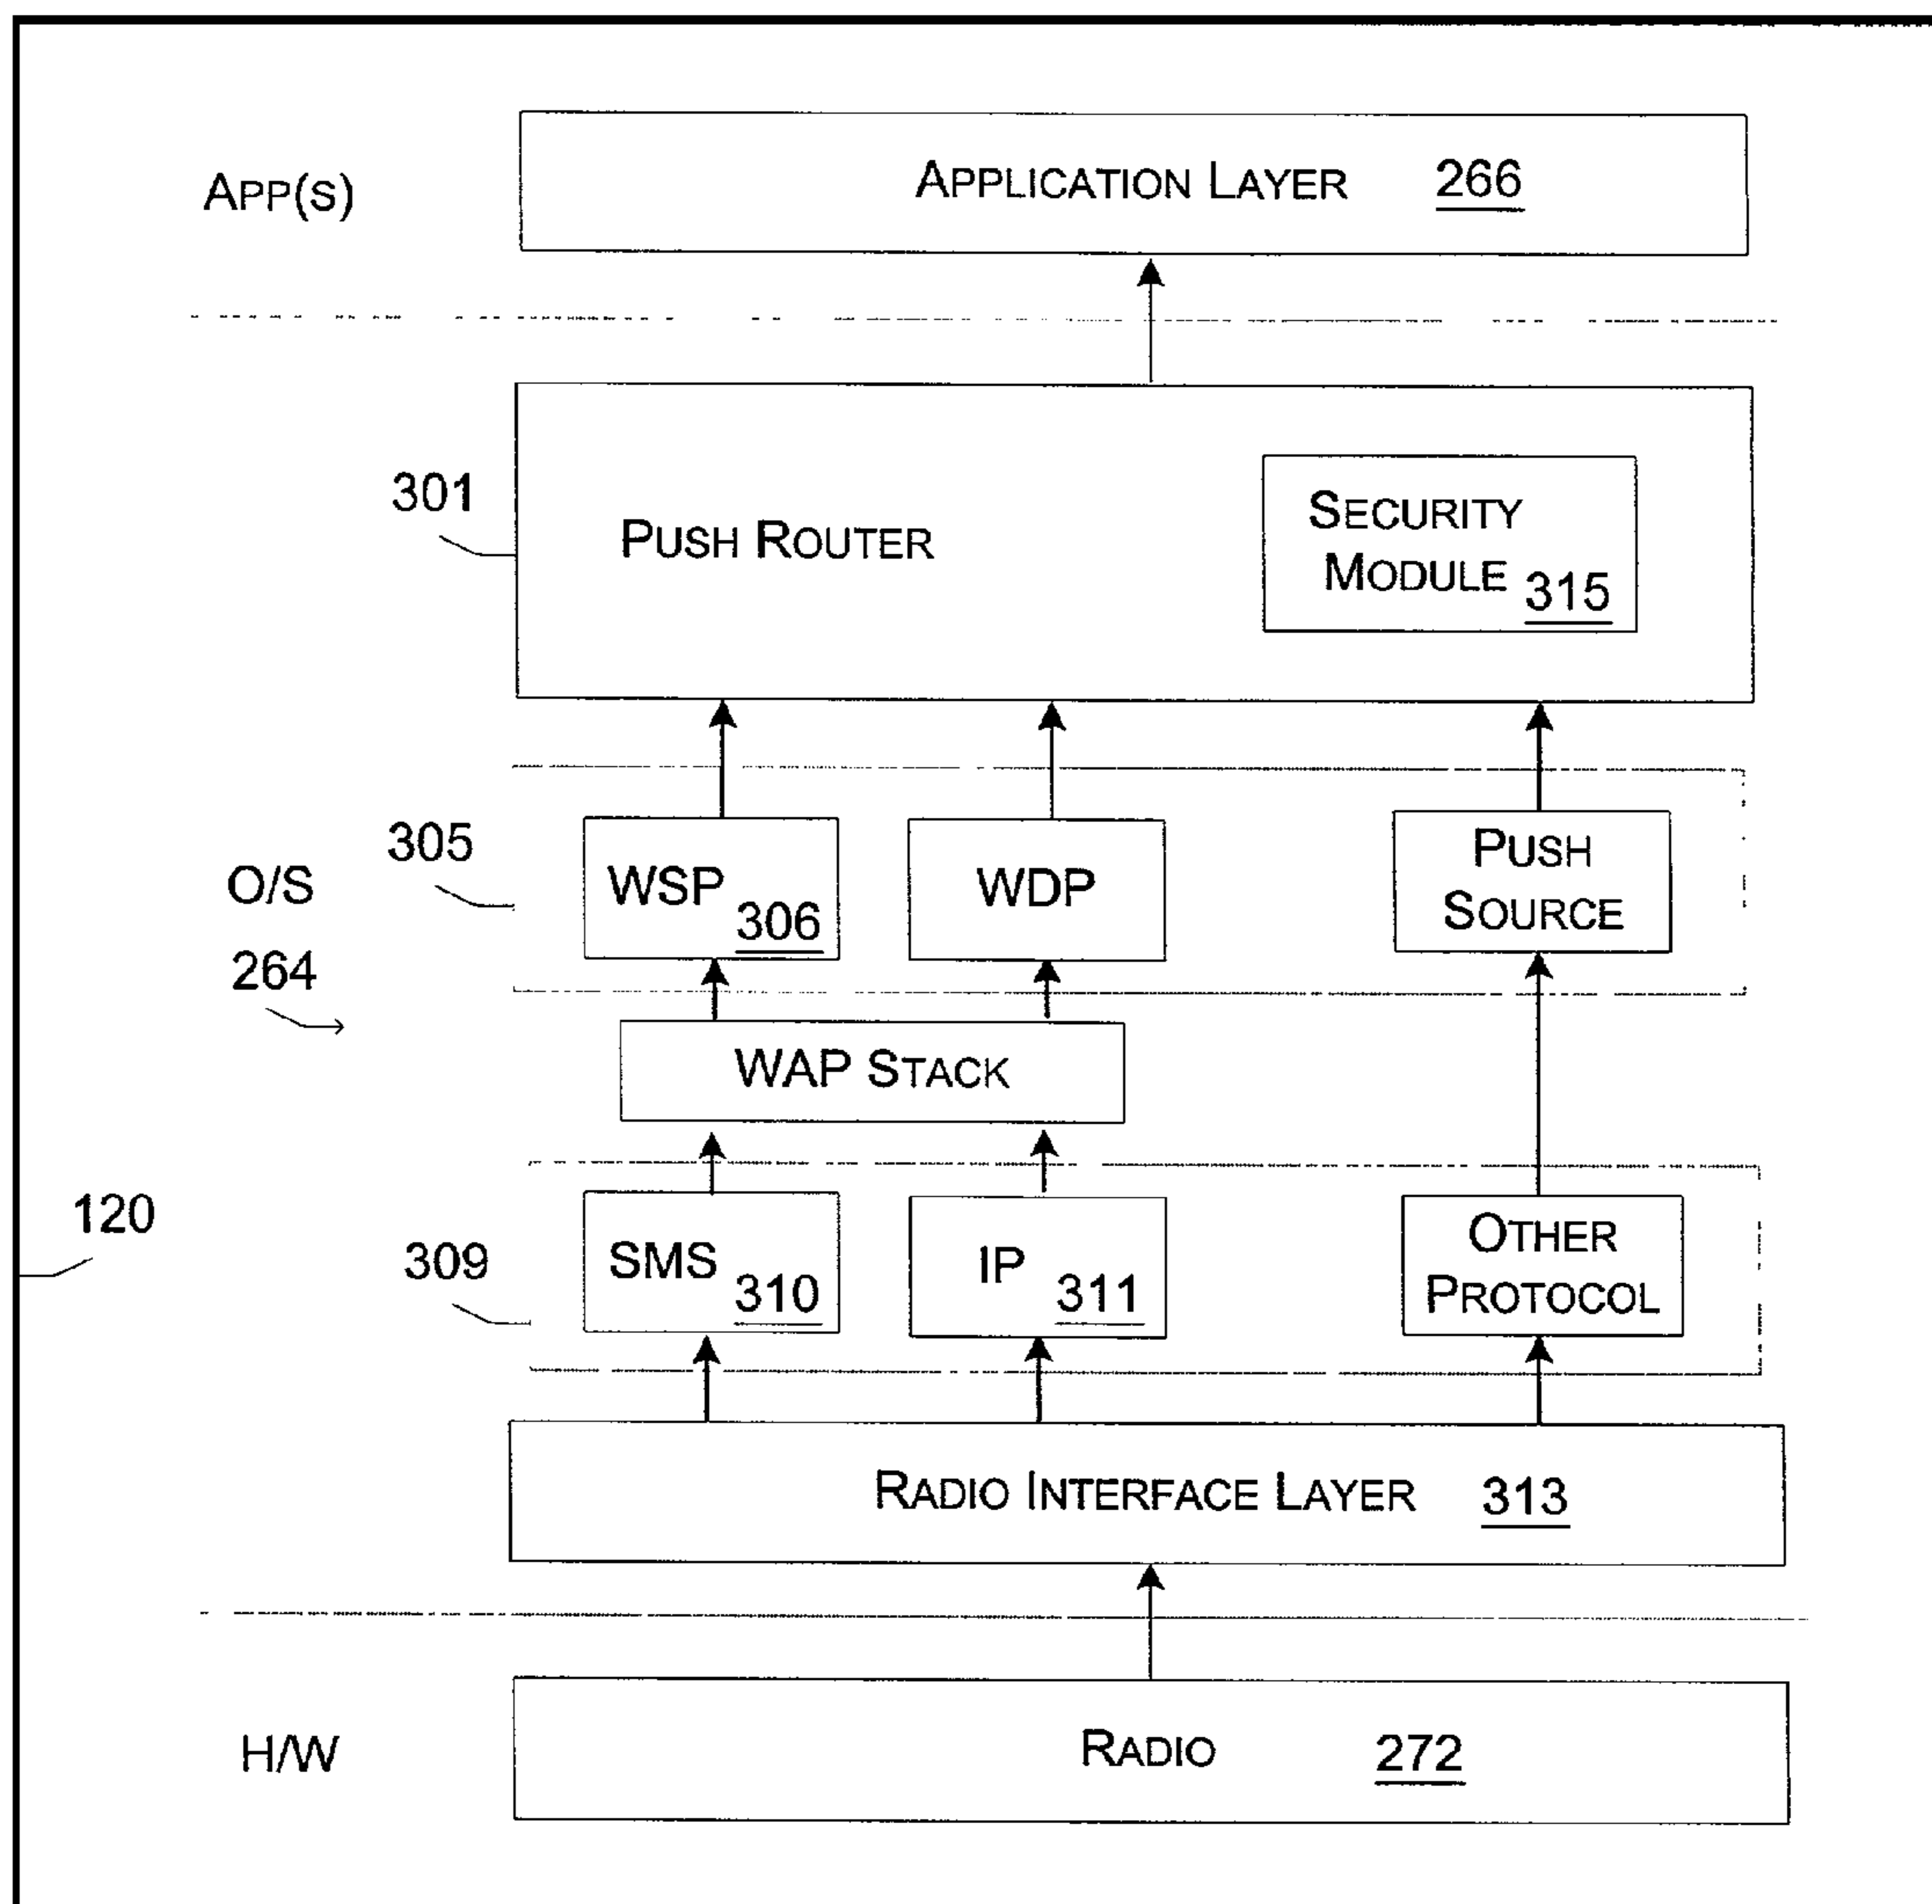 APP(S)
APPLICATION LAYER 266
301
PUSH ROUTER
SECURITY
MODULE 315
305
O/S
264
WSP 306
WDP
PUSH
SOURCE
WAP STACK
120
309
SMS 310
IP 311
OTHER
PROTOCOL
RADIO INTERFACE LAYER 313
H/W
RADIO 272